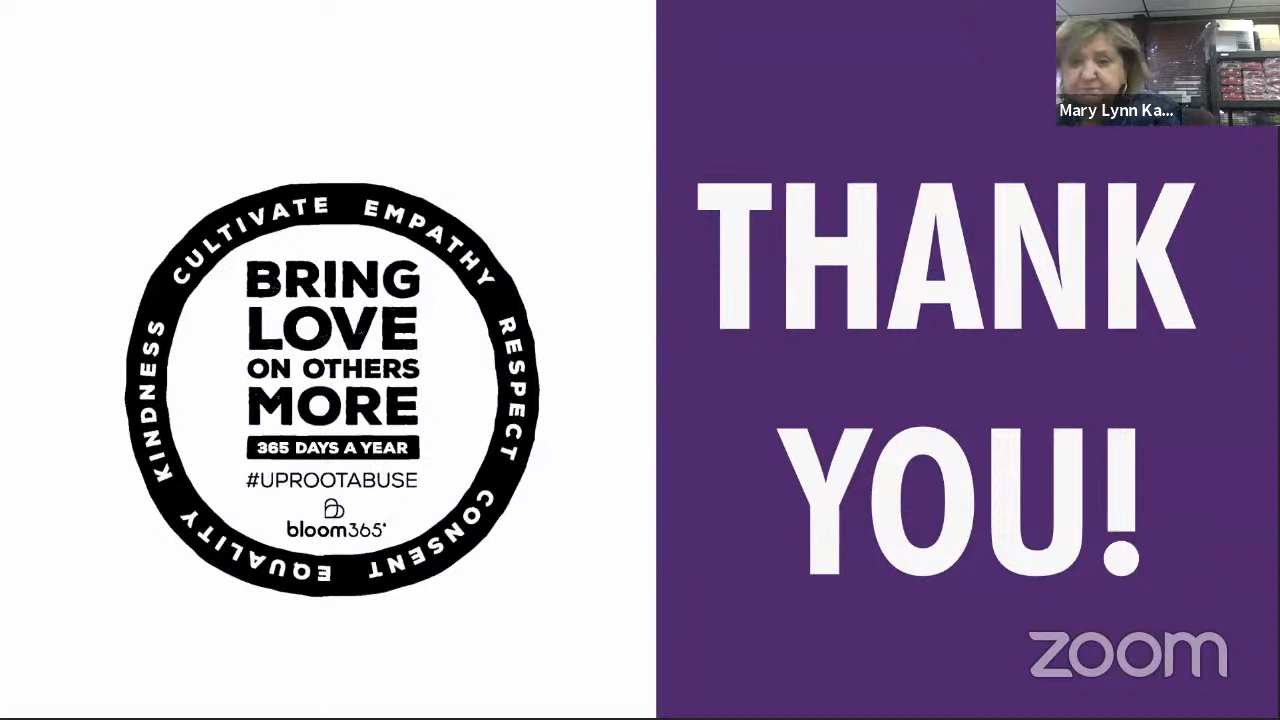 CULTIVATE EMPATHY RESPECT CONSENT EQUALITY KINDNESS
BRING
LOVE
ON OTHERS
MORE
365 DAYS A YEAR
#UPROOTABUSE
bloom365
THANK
YOU!
Mary Lynn Ka...
zoom